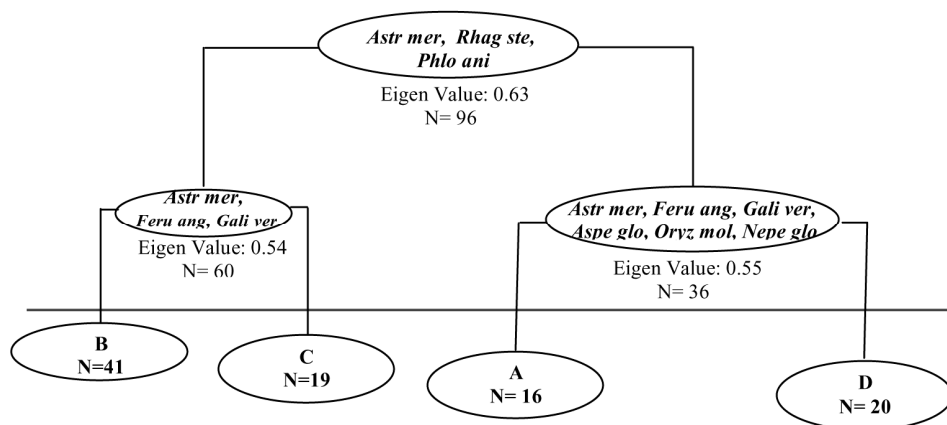 Astr mer, Rhag ste,
Phlo ani
Eigen Value: 0.63
N= 96
Astr mer,
Feru ang, Gali ver
Eigen Value: 0.54
N= 60
Astr mer, Feru ang, Gali ver,
Aspe glo, Oryz mol, Nepe glo
Eigen Value: 0.55
N= 36
B
N=41
C
N=19
A
N= 16
D
N= 20